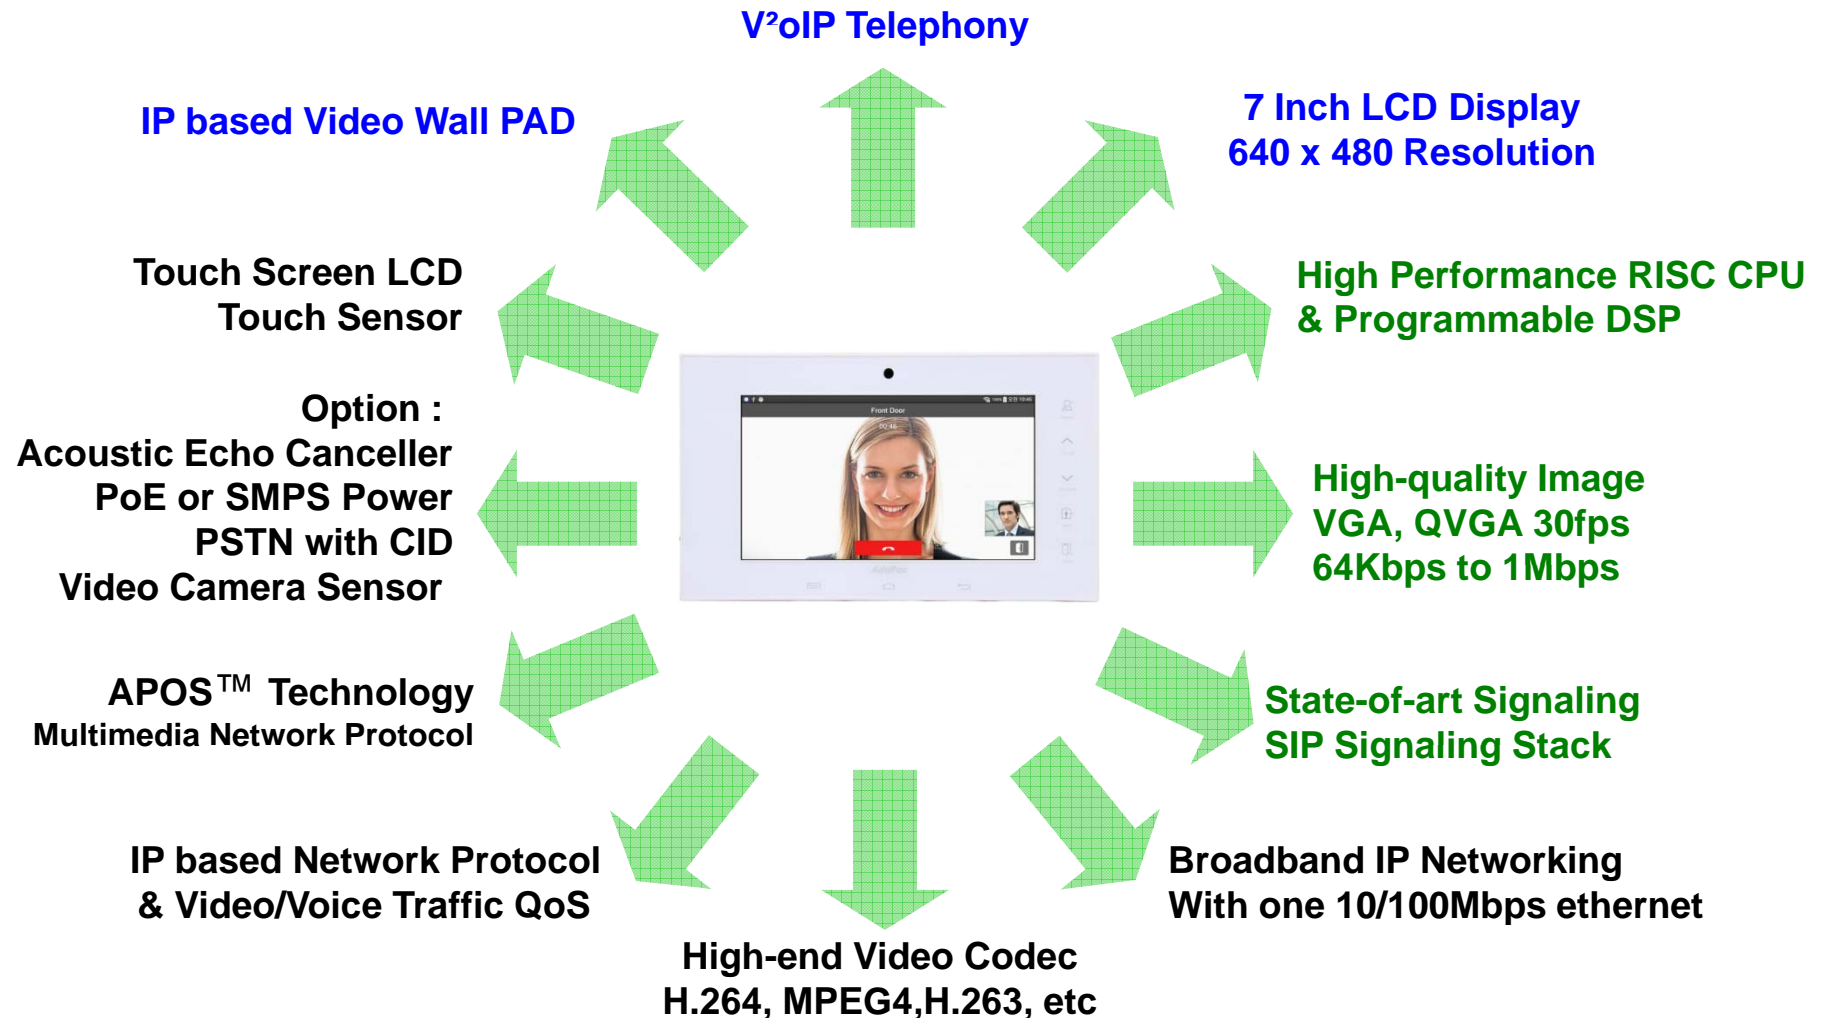 V²oIP Telephony
IP based Video Wall PAD
7 Inch LCD Display
640 x 480 Resolution
Touch Screen LCD
Touch Sensor
High Performance RISC CPU
& Programmable DSP
Option :
Acoustic Echo Canceller
PoE or SMPS Power
PSTN with CID
Video Camera Sensor
Front Door
00:48
AddPac
High-quality Image
VGA, QVGA 30fps
64Kbps to 1Mbps
APOS™ Technology
Multimedia Network Protocol
State-of-art Signaling
SIP Signaling Stack
IP based Network Protocol
& Video/Voice Traffic QoS
Broadband IP Networking
With one 10/100Mbps ethernet
High-end Video Codec
H.264, MPEG4,H.263, etc